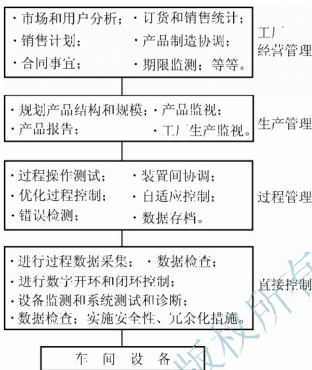 ·市场和用户分析；·订货和销售统计；
·销售计划；·产品制造协调；
·合同事宜；·期限监测；等等。
工厂
经营管理
·规划产品结构和规模；·产品监视；
·产品报告；·工厂生产监视。
生产管理
·过程操作测试；·装置间协调；
·优化过程控制；·自适应控制；
·错误检测；·数据存档。
过程管理
·进行过程数据采集；·数据检查；
·进行数字开环和闭环控制；
·设备监测和系统测试和诊断；
·数据检查；实施安全性、冗余化措施。
直接控制
车间设备
版权所有